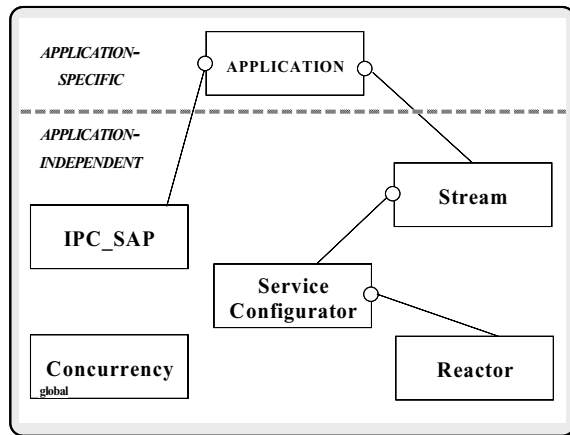 APPLICATION-
SPECIFIC
APPLICATION
APPLICATION-
INDEPENDENT
Stream
IPC_SAP
Service
Configurator
Concurrency
global
Reactor